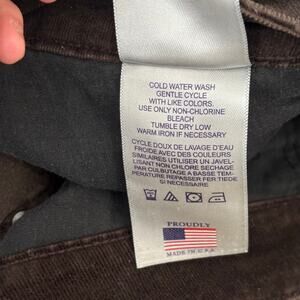 COLD WATER WASH
GENTLE CYCLE
WITH LIKE COLORS.
USE ONLY NON-CHLORINE
BLEACH
TUMBLE DRY LOW
WARM IRON IF NECESSARY
CYCLE DOUX DE LAVAGE D'EAU
FROIDE AVEC DES COULEURS
SIMILAIRES UTILISER UN JAVEL-
LISANT NON CHLORE SECHAGE
PAR CULBUTAGE A BASSE TEM-
PERATURE REPASSER FER TIEDE
SI NECESSAIRE
PROUDLY
MADE IN U.S.A.